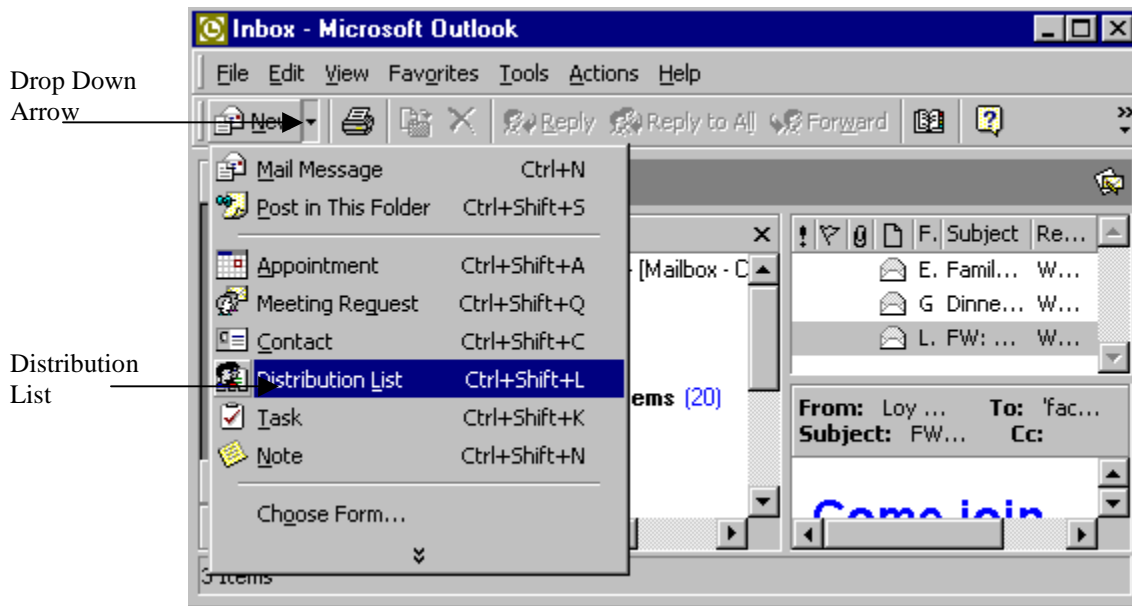 Inbox - Microsoft Outlook
File Edit View Favorites Tools Actions Help
Drop Down
Arrow
New Reply Reply to All Forward
Mail Message Ctrl+N
Post in This Folder Ctrl+Shift+S
Appointment Ctrl+Shift+A
Meeting Request Ctrl+Shift+Q
Contact Ctrl+Shift+C
Distribution List Ctrl+Shift+L
Task Ctrl+Shift+K
Note Ctrl+Shift+N
Choose Form...
Distribution
List
- [Mailbox - C
ems (20)
F. Subject Re...
E. Famil... W...
G Dinne... W...
L. FW: ... W...
From: Loy ... To: 'fac...
Subject: FW... Cc:
Come join
3 Items